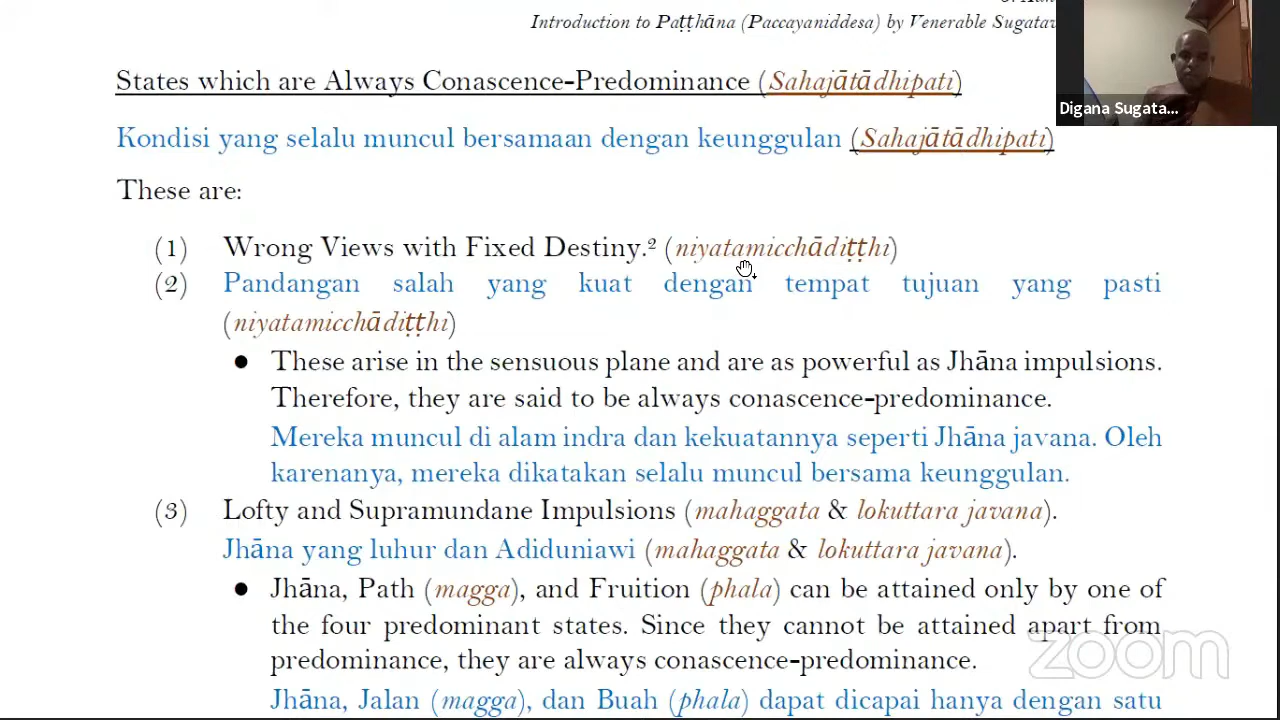 Introduction to Paṭṭhāna (Paccayaniddesa) by Venerable
States which are Always Conascence-Predominance (Sahajātādhipati)
Digana Sugata...
Kondisi yang selalu muncul bersamaan dengan keunggulan (Sahajātādhipati)
These are:
(1) Wrong Views with Fixed Destiny.² (niyatamicchādiṭṭhi)
(2) Pandangan salah yang kuat dengan tempat tujuan yang pasti
(niyatamicchādiṭṭhi)
● These arise in the sensuous plane and are as powerful as Jhāna impulsions.
Therefore, they are said to be always conascence-predominance.
Mereka muncul di alam indra dan kekuatannya seperti Jhāna javana. Oleh
karenanya, mereka dikatakan selalu muncul bersama keunggulan.
(3) Lofty and Supramundane Impulsions (mahaggata & lokuttara javana).
Jhāna yang luhur dan Adiduniawi (mahaggata & lokuttara javana).
● Jhāna, Path (magga), and Fruition (phala) can be attained only by one of
the four predominant states. Since they cannot be attained apart from
predominance, they are always conascence-predominance.
zoom
Jhāna, Jalan (magga), dan Buah (phala) dapat dicapai hanya dengan satu